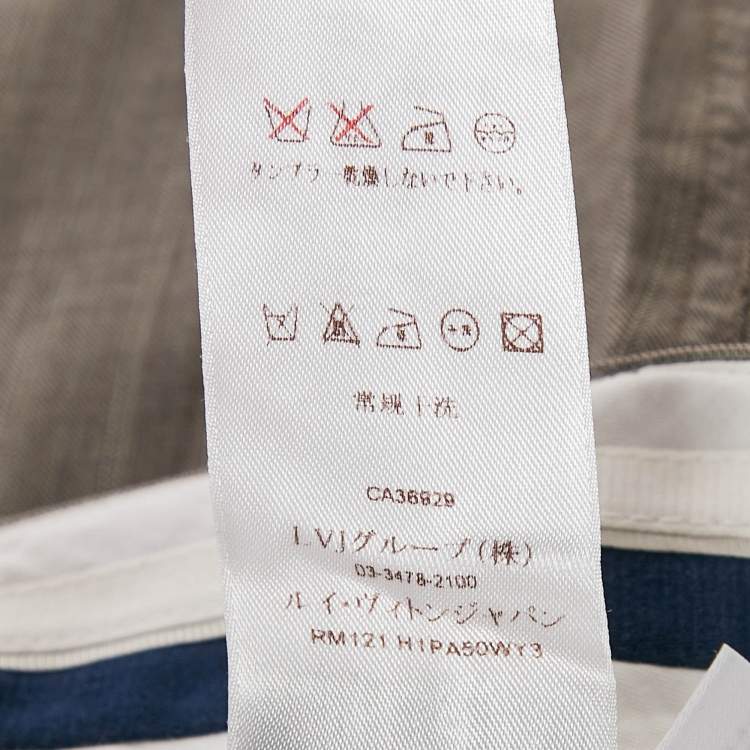 タンブラー乾燥しないで下さい。
常规干洗
CA36929
LVJグループ(株)
03-3478-2100
ルイ・ヴィトンジャパン
RM121 H1PA50WY3